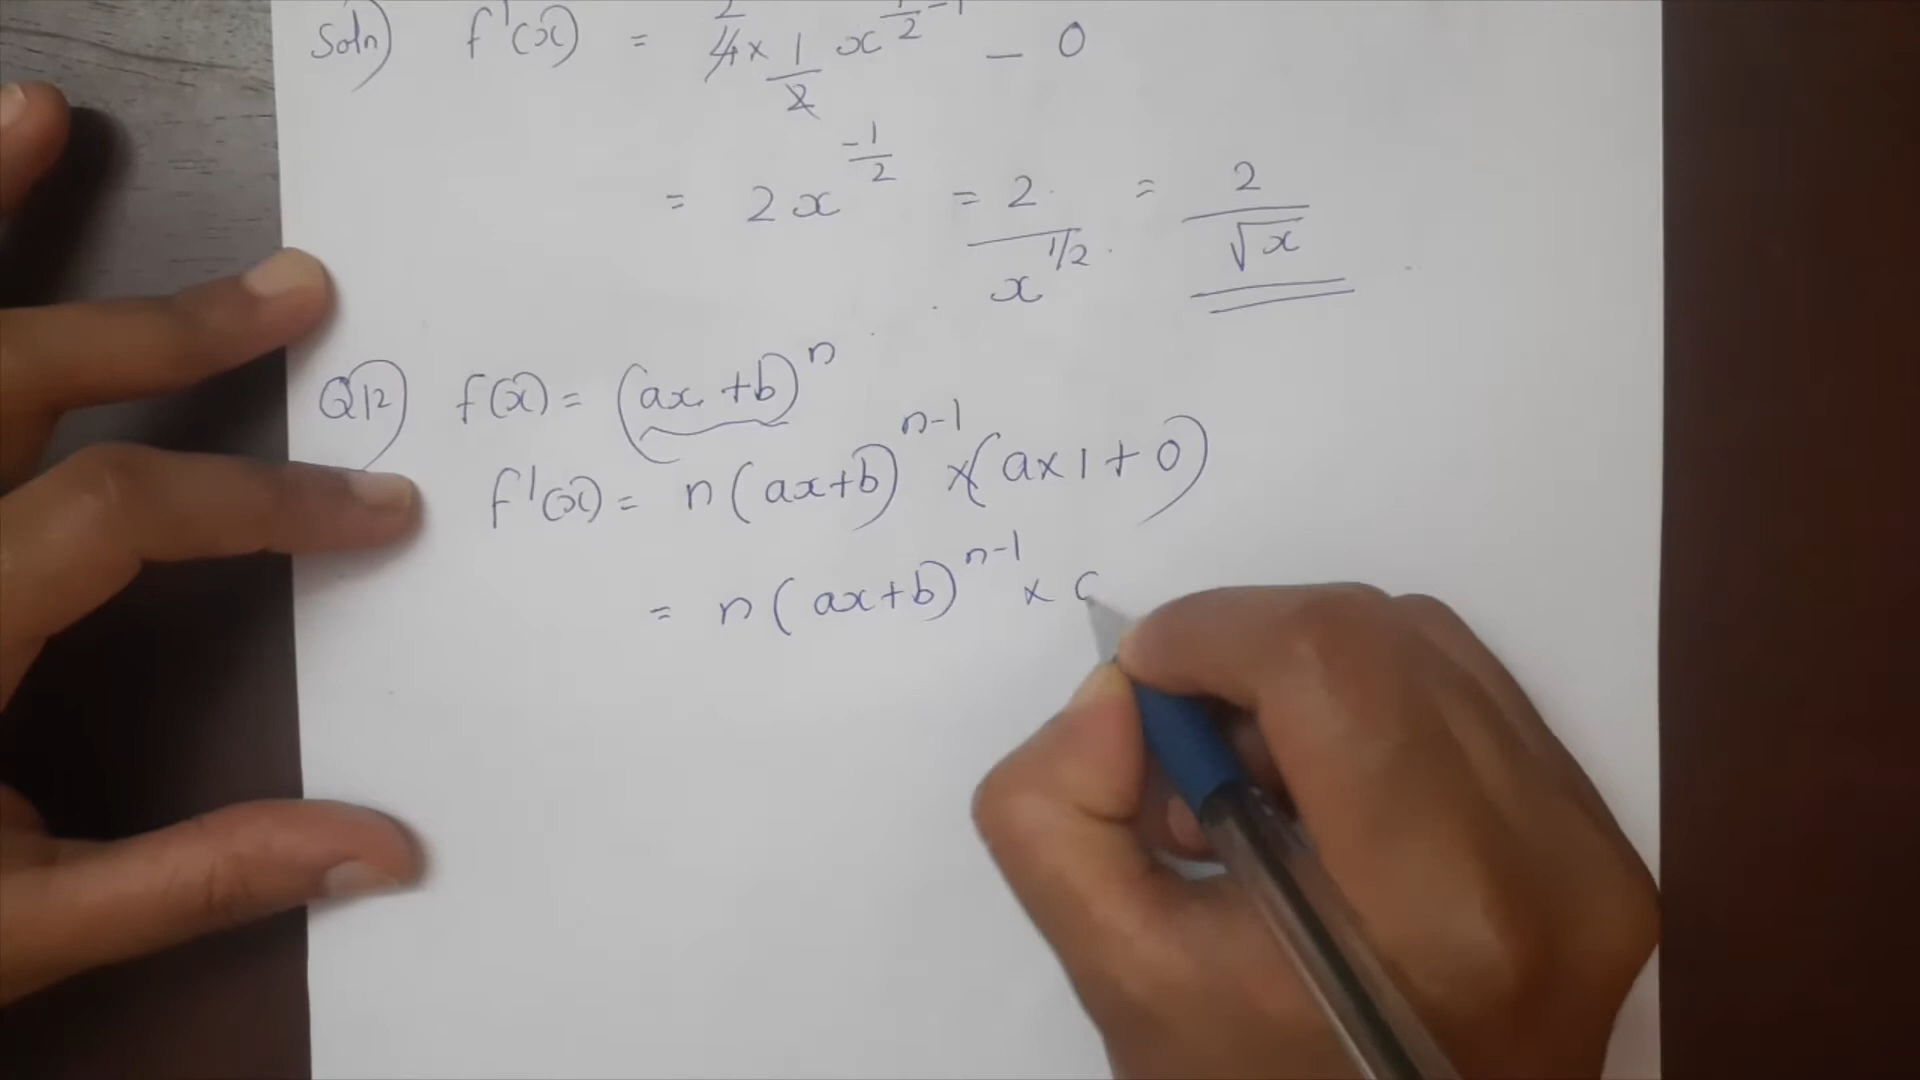 Soln) f'(x) = 4 2 × 1/2 x^(1/2 - 1) - 0
= 2x^(-1/2) = 2/x^(1/2) = 2/√x
Q12) f(x) = (ax+b)^n
f'(x) = n(ax+b)^(n-1) × (a×1+0)
= n(ax+b)^(n-1) ×